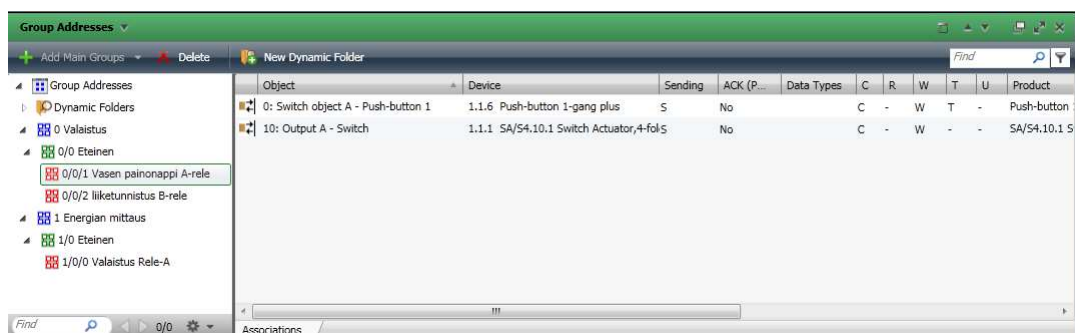 Group Addresses
Add Main Groups Delete New Dynamic Folder Find
Group Addresses
Dynamic Folders
0 Valaistus
0/0 Eteinen
0/0/1 Vasen painonappi A-rele
0/0/2 liiketunnistus B-rele
1 Energian mittaus
1/0 Eteinen
1/0/0 Valaistus Rele-A
Find 0/0
Object Device Sending ACK (P... Data Types C R W T U Product
0: Switch object A - Push-button 1 1.1.6 Push-button 1-gang plus S No C - W T - Push-button
10: Output A - Switch 1.1.1 SA/S4.10.1 Switch Actuator,4-fol S No C - W - - SA/S4.10.1 S
Associations